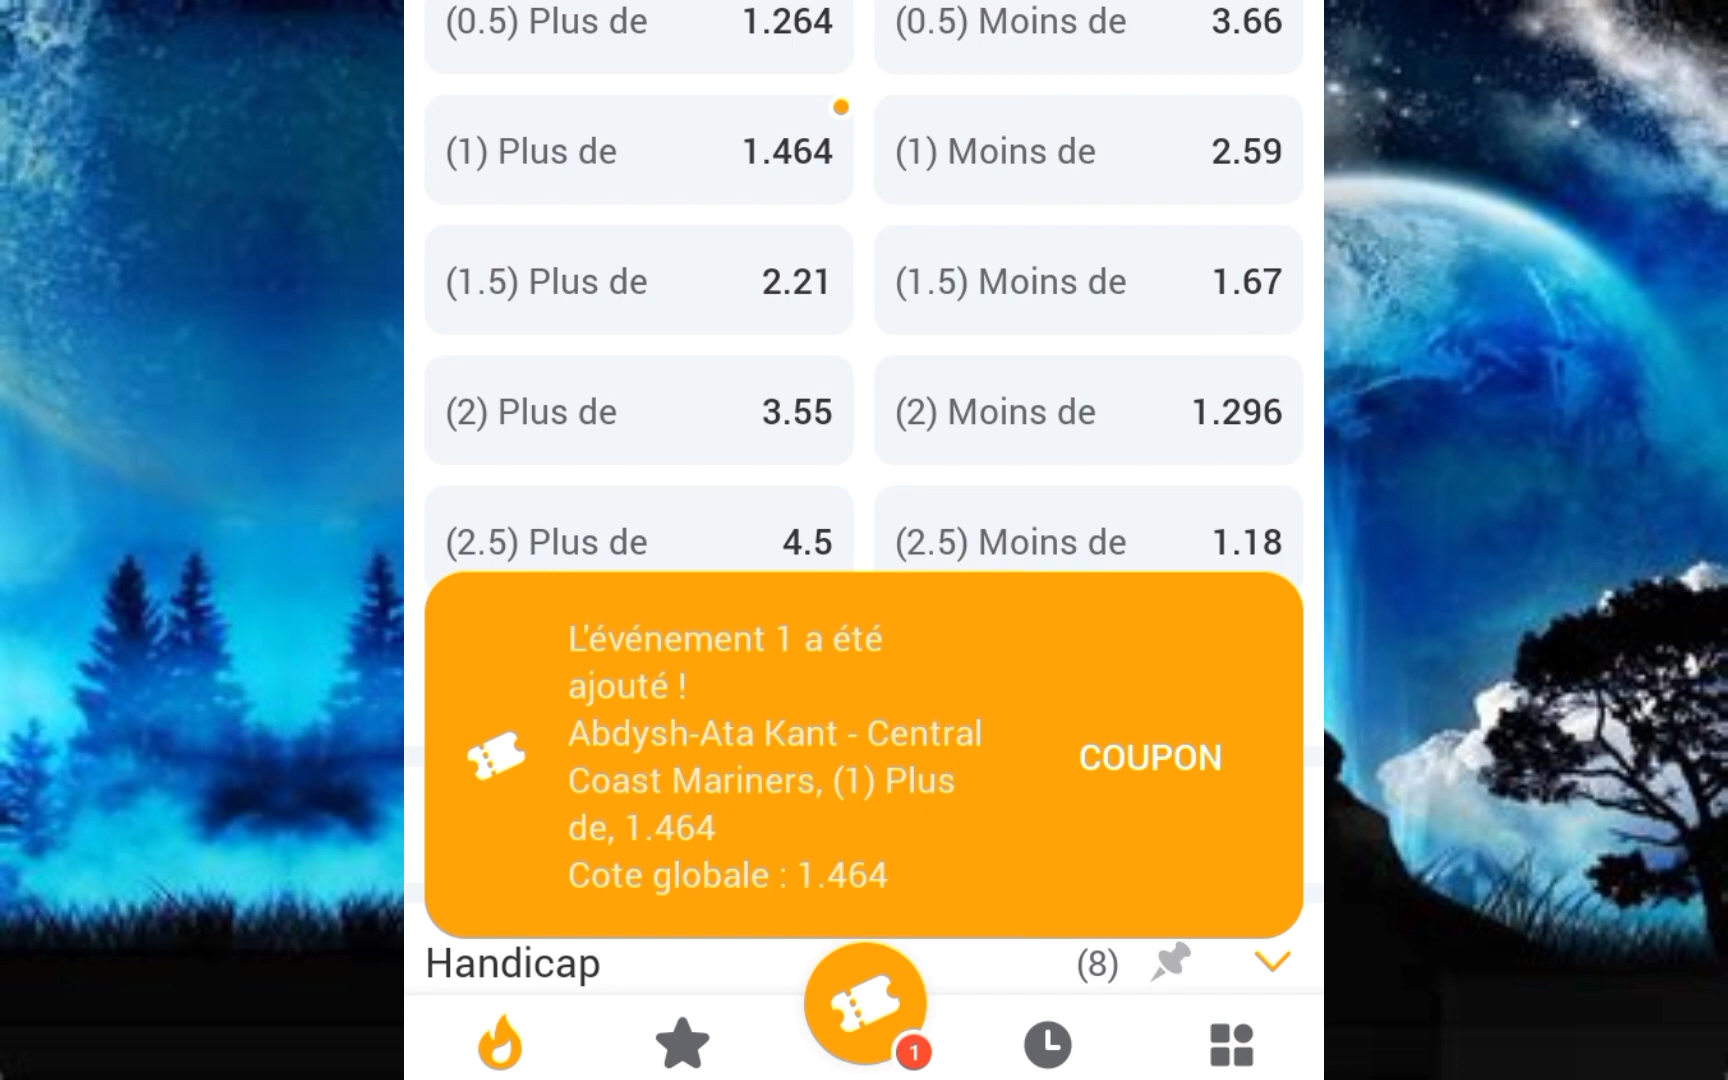 (0.5) Plus de 1.264 (0.5) Moins de 3.66
(1) Plus de 1.464 (1) Moins de 2.59
(1.5) Plus de 2.21 (1.5) Moins de 1.67
(2) Plus de 3.55 (2) Moins de 1.296
(2.5) Plus de 4.5 (2.5) Moins de 1.18
L'événement 1 a été
ajouté !
Abdysh-Ata Kant - Central
Coast Mariners, (1) Plus
de, 1.464
Cote globale : 1.464
COUPON
Handicap (8)
1